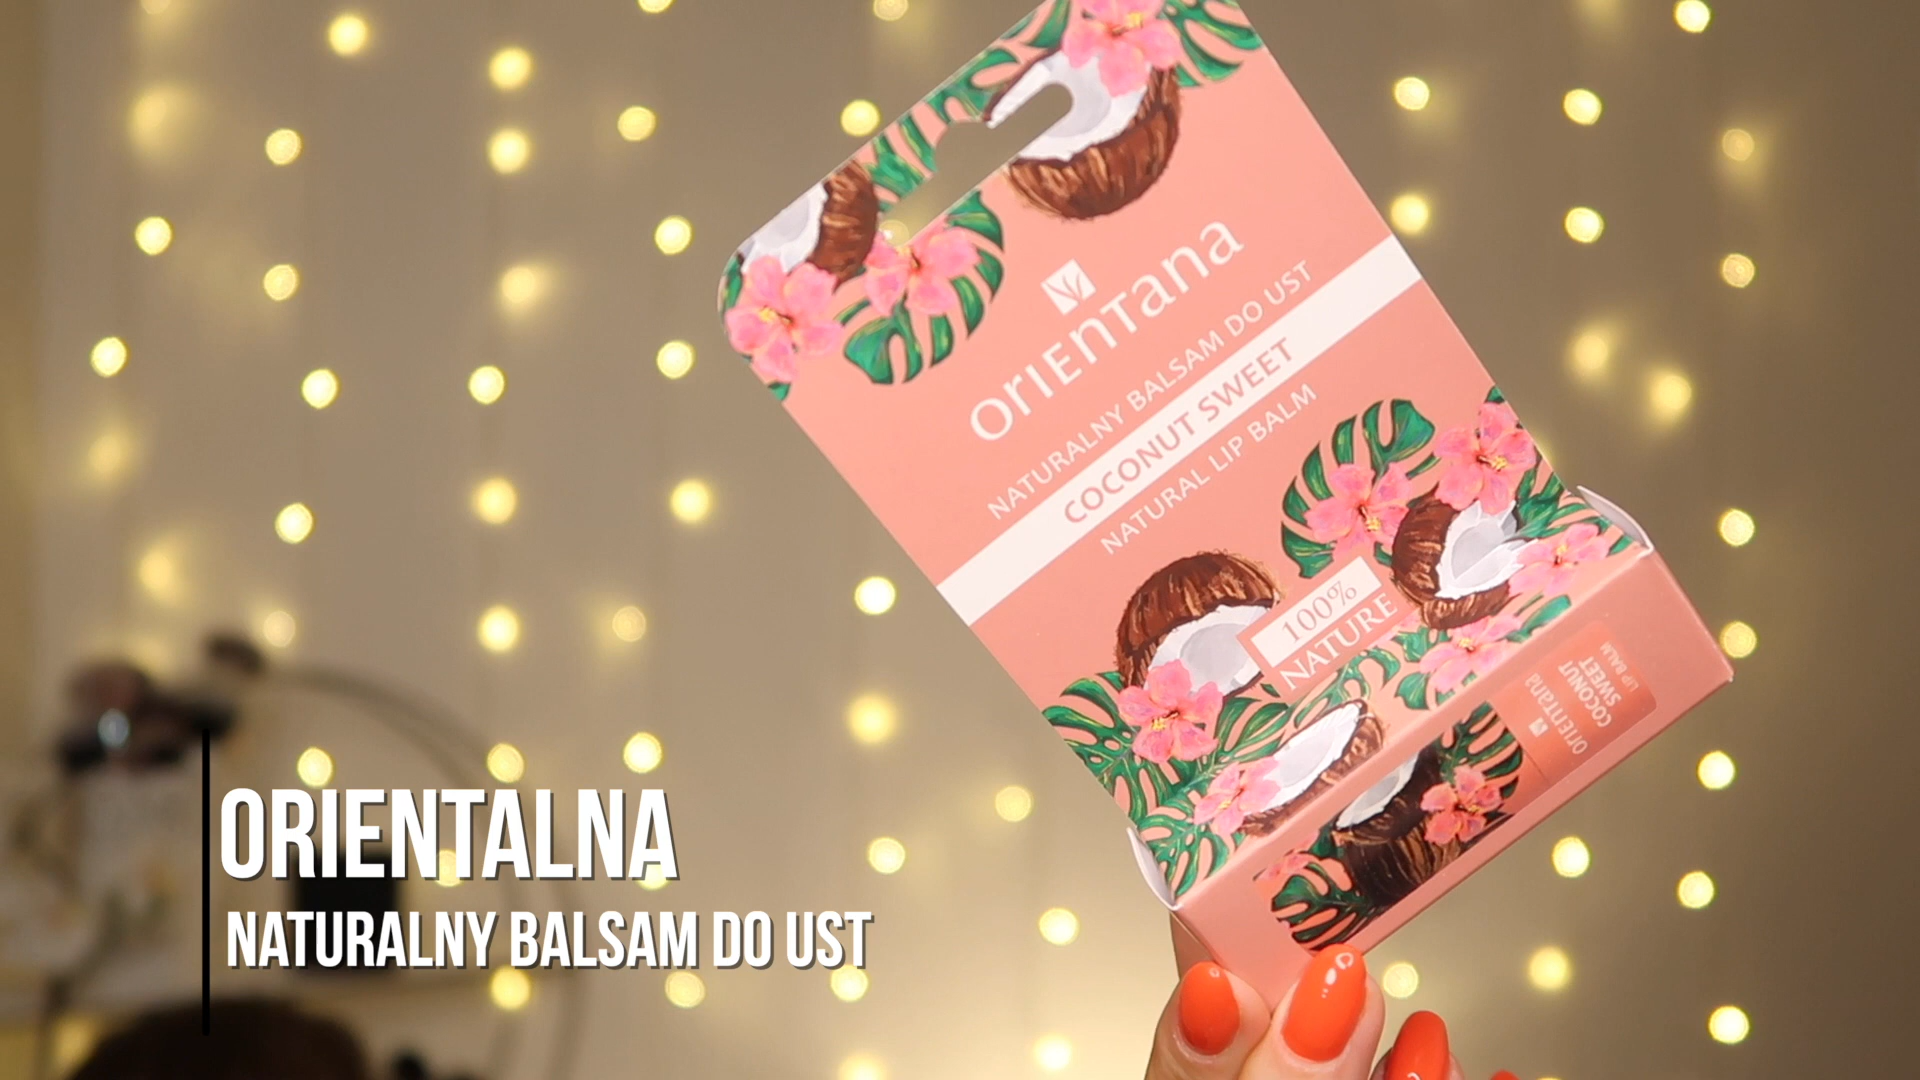 orientana
NATURALNY BALSAM DO UST
COCONUT SWEET
NATURAL LIP BALM
100%
NATURE
orientana
COCONUT
SWEET
LIP BALM
ORIENTALNA
NATURALNY BALSAM DO UST